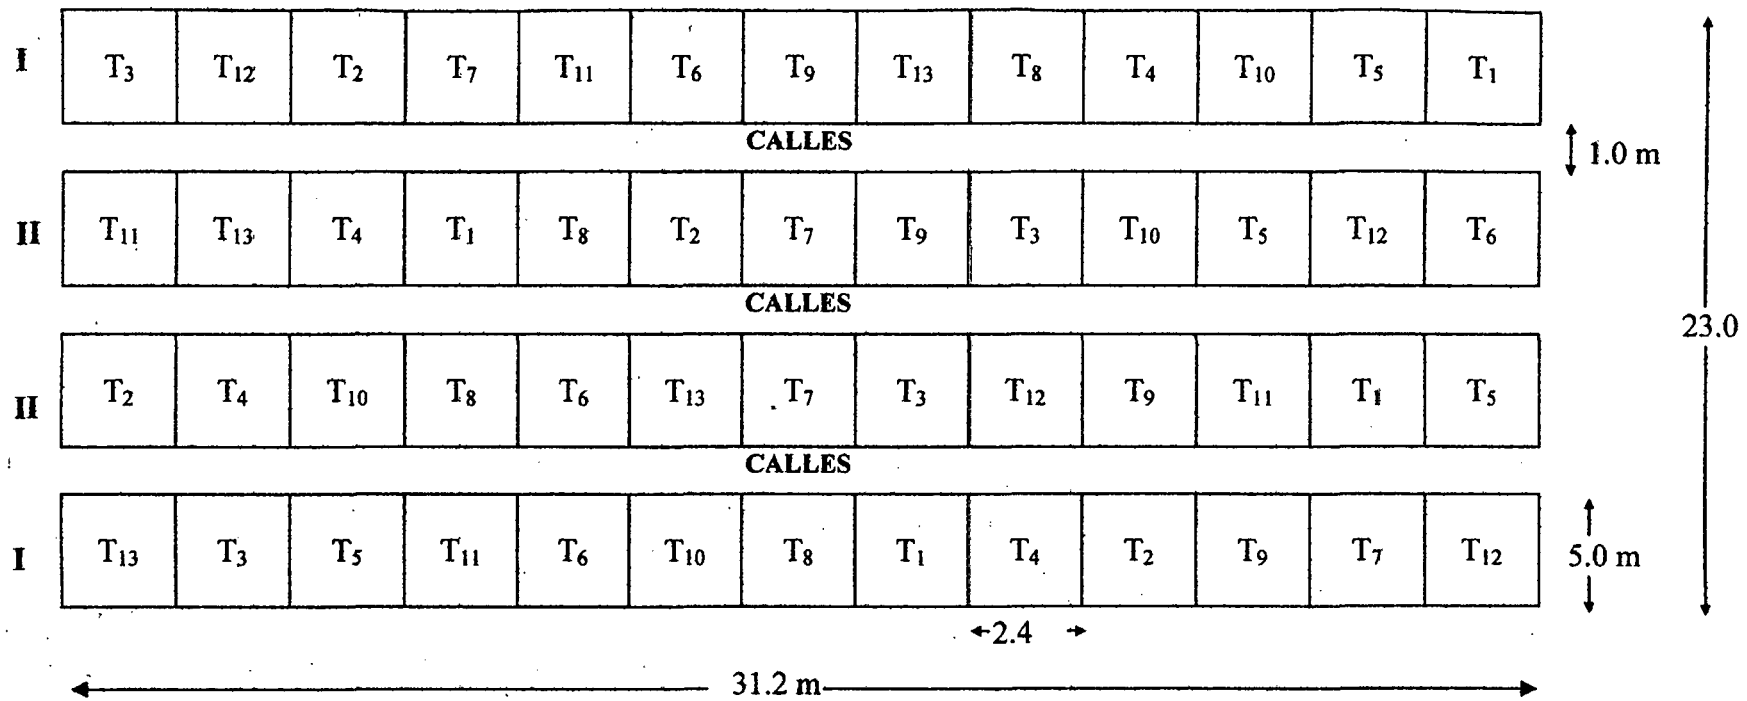 I T₃ T₁₂ T₂ T₇ T₁₁ T₆ T₉ T₁₃ T₈ T₄ T₁₀ T₅ T₁
CALLES
1.0 m
II T₁₁ T₁₃ T₄ T₁ T₈ T₂ T₇ T₉ T₃ T₁₀ T₅ T₁₂ T₆
CALLES
23.0
II T₂ T₄ T₁₀ T₈ T₆ T₁₃ T₇ T₃ T₁₂ T₉ T₁₁ T₁ T₅
CALLES
I T₁₃ T₃ T₅ T₁₁ T₆ T₁₀ T₈ T₁ T₄ T₂ T₉ T₇ T₁₂ 5.0 m
2.4
31.2 m